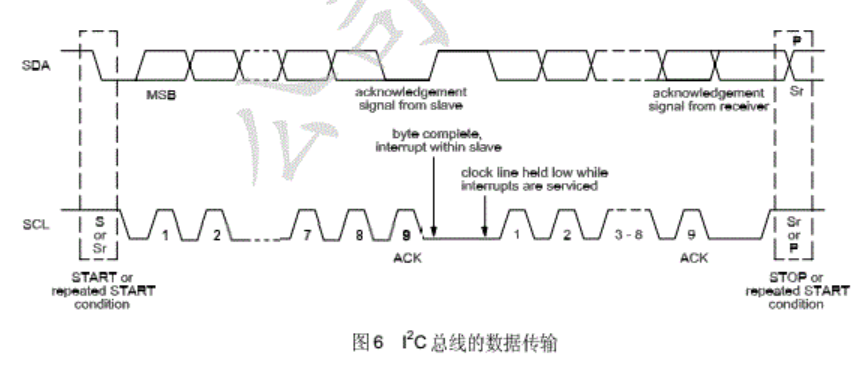 P
SDA
MSB
acknowledgement
signal from slave
acknowledgement
signal from receiver
Sr
byte complete,
interrupt within slave
clock line held low while
interrupts are serviced
SCL
S
or
Sr
1
2
7
8
9
1
2
3 - 8
9
Sr
or
P
ACK
ACK
START or
repeated START
condition
STOP or
repeated START
condition
图6 I²C 总线的数据传输